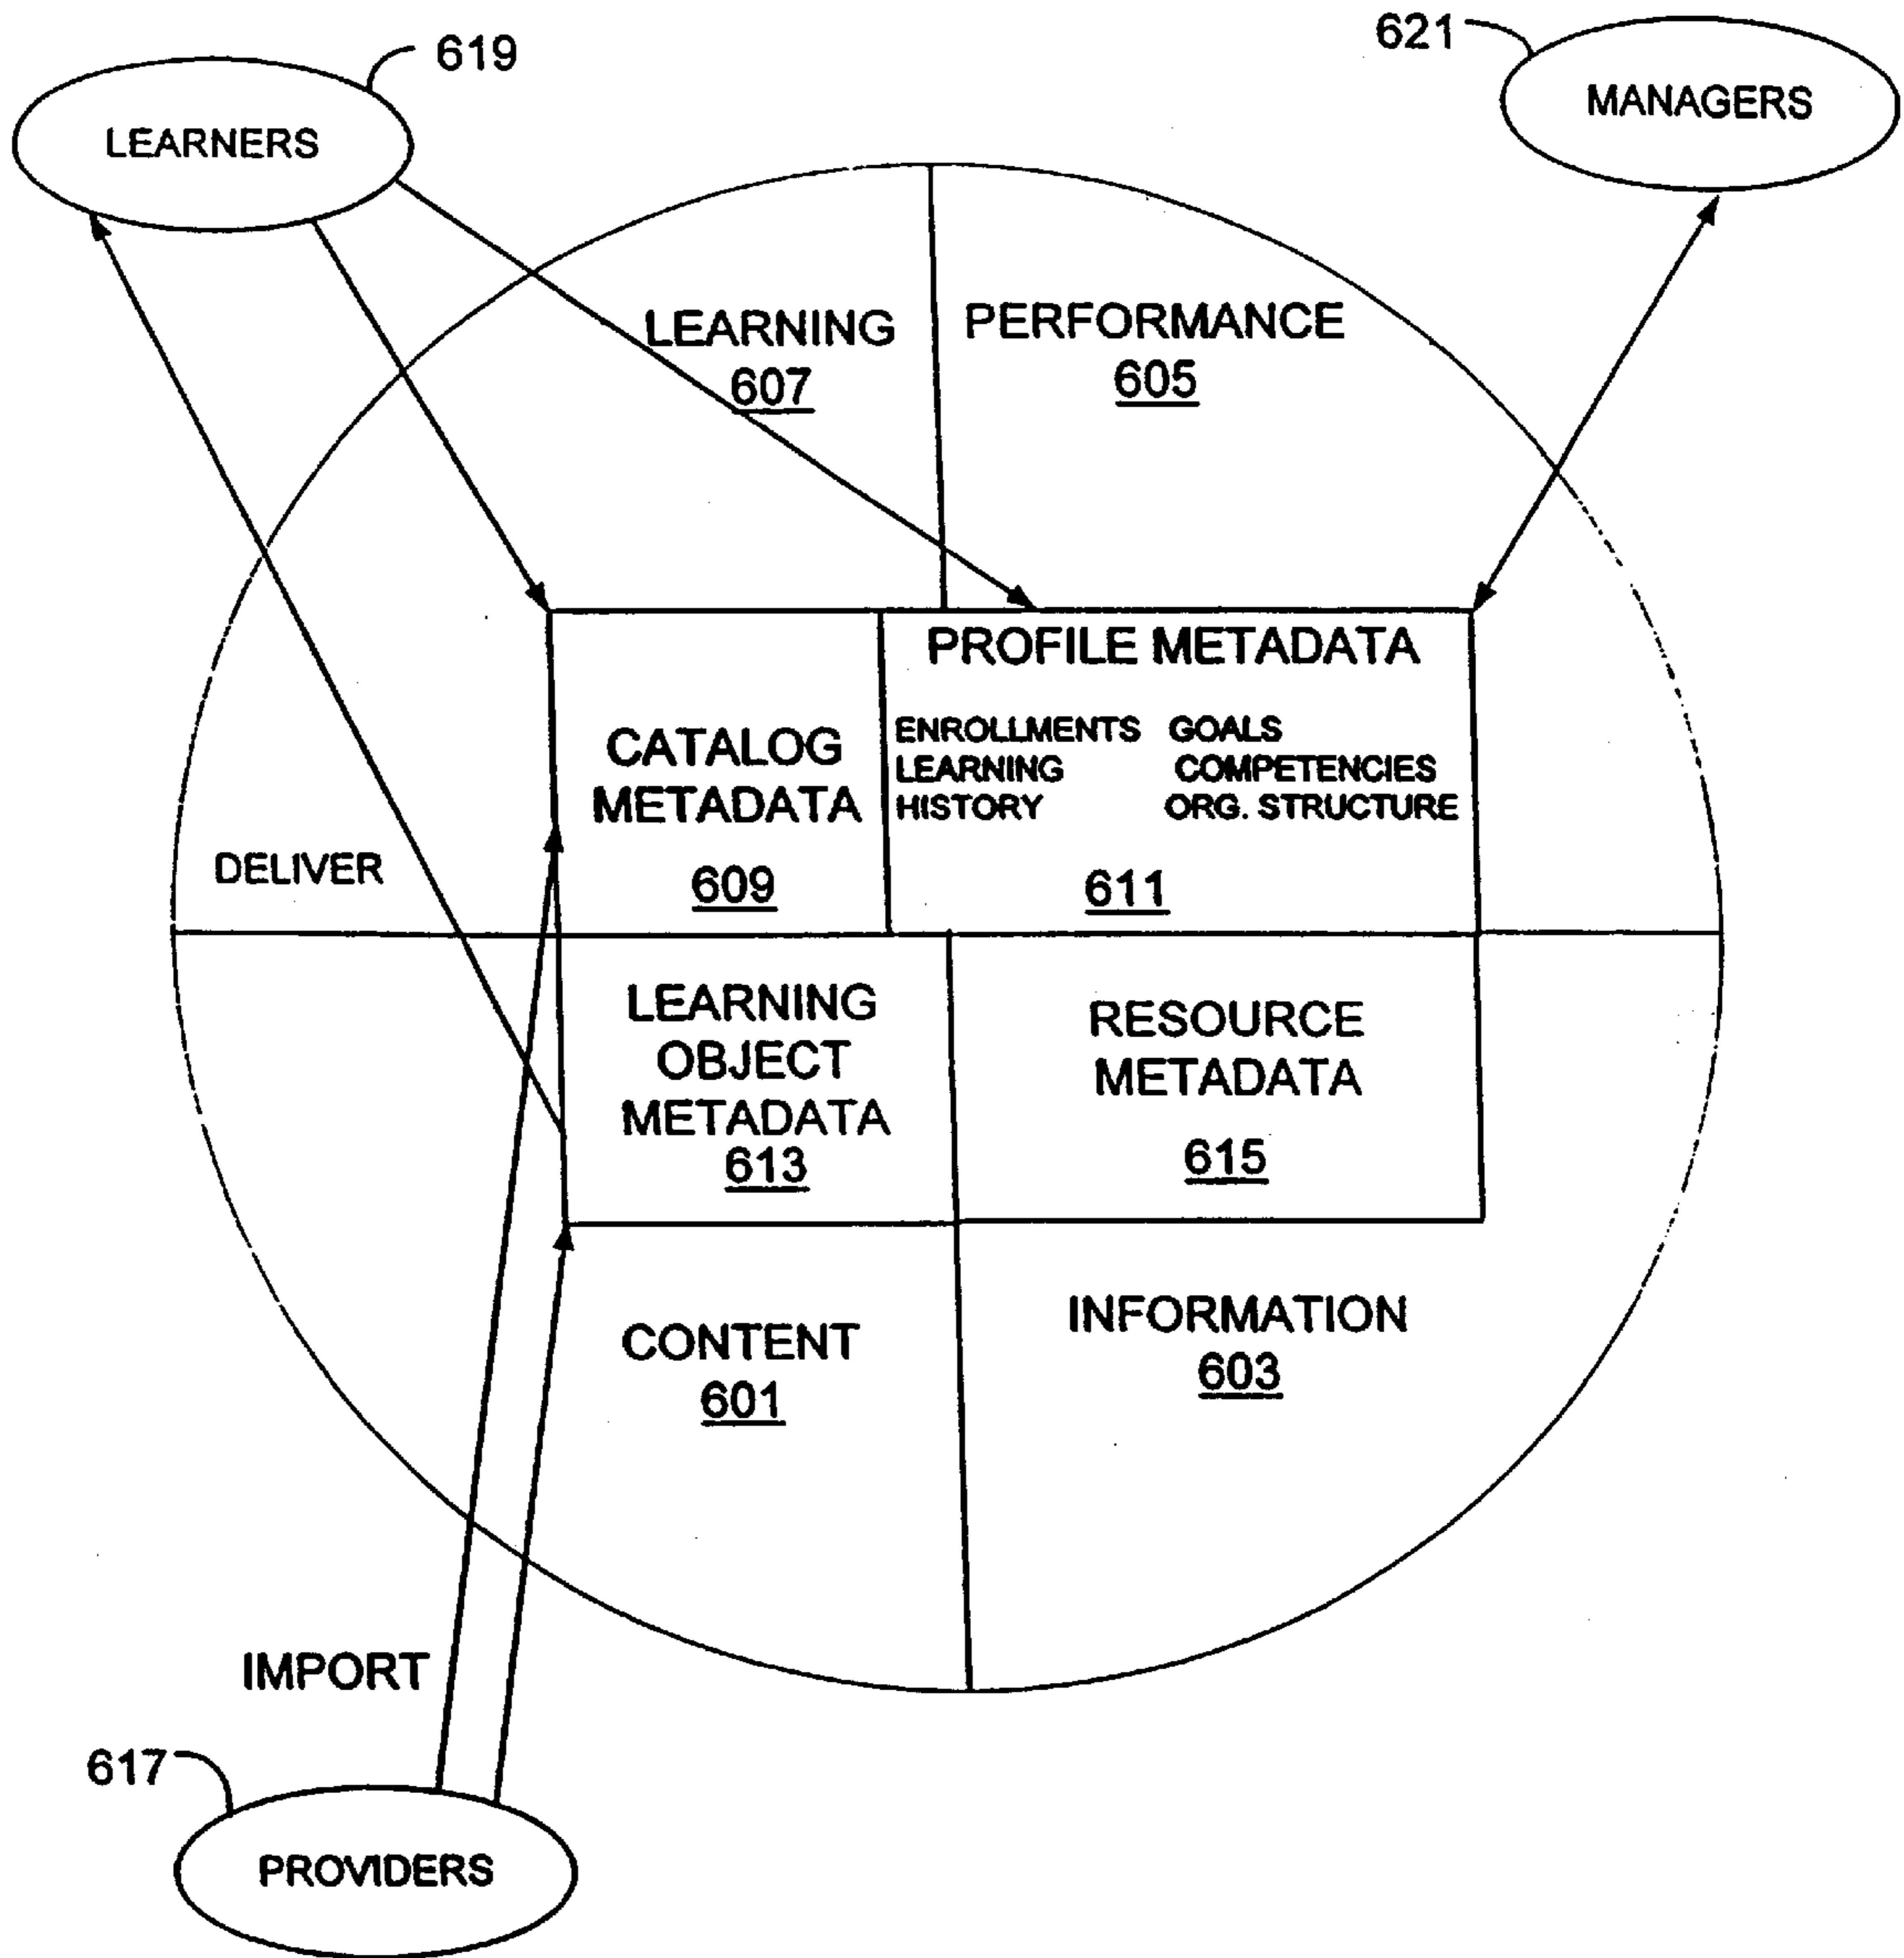 619
LEARNERS
621
MANAGERS
LEARNING
607
PERFORMANCE
605
PROFILE METADATA
ENROLLMENTS GOALS
LEARNING COMPETENCIES
HISTORY ORG. STRUCTURE
611
CATALOG
METADATA
609
DELIVER
LEARNING
OBJECT
METADATA
613
RESOURCE
METADATA
615
CONTENT
601
INFORMATION
603
IMPORT
617
PROVIDERS